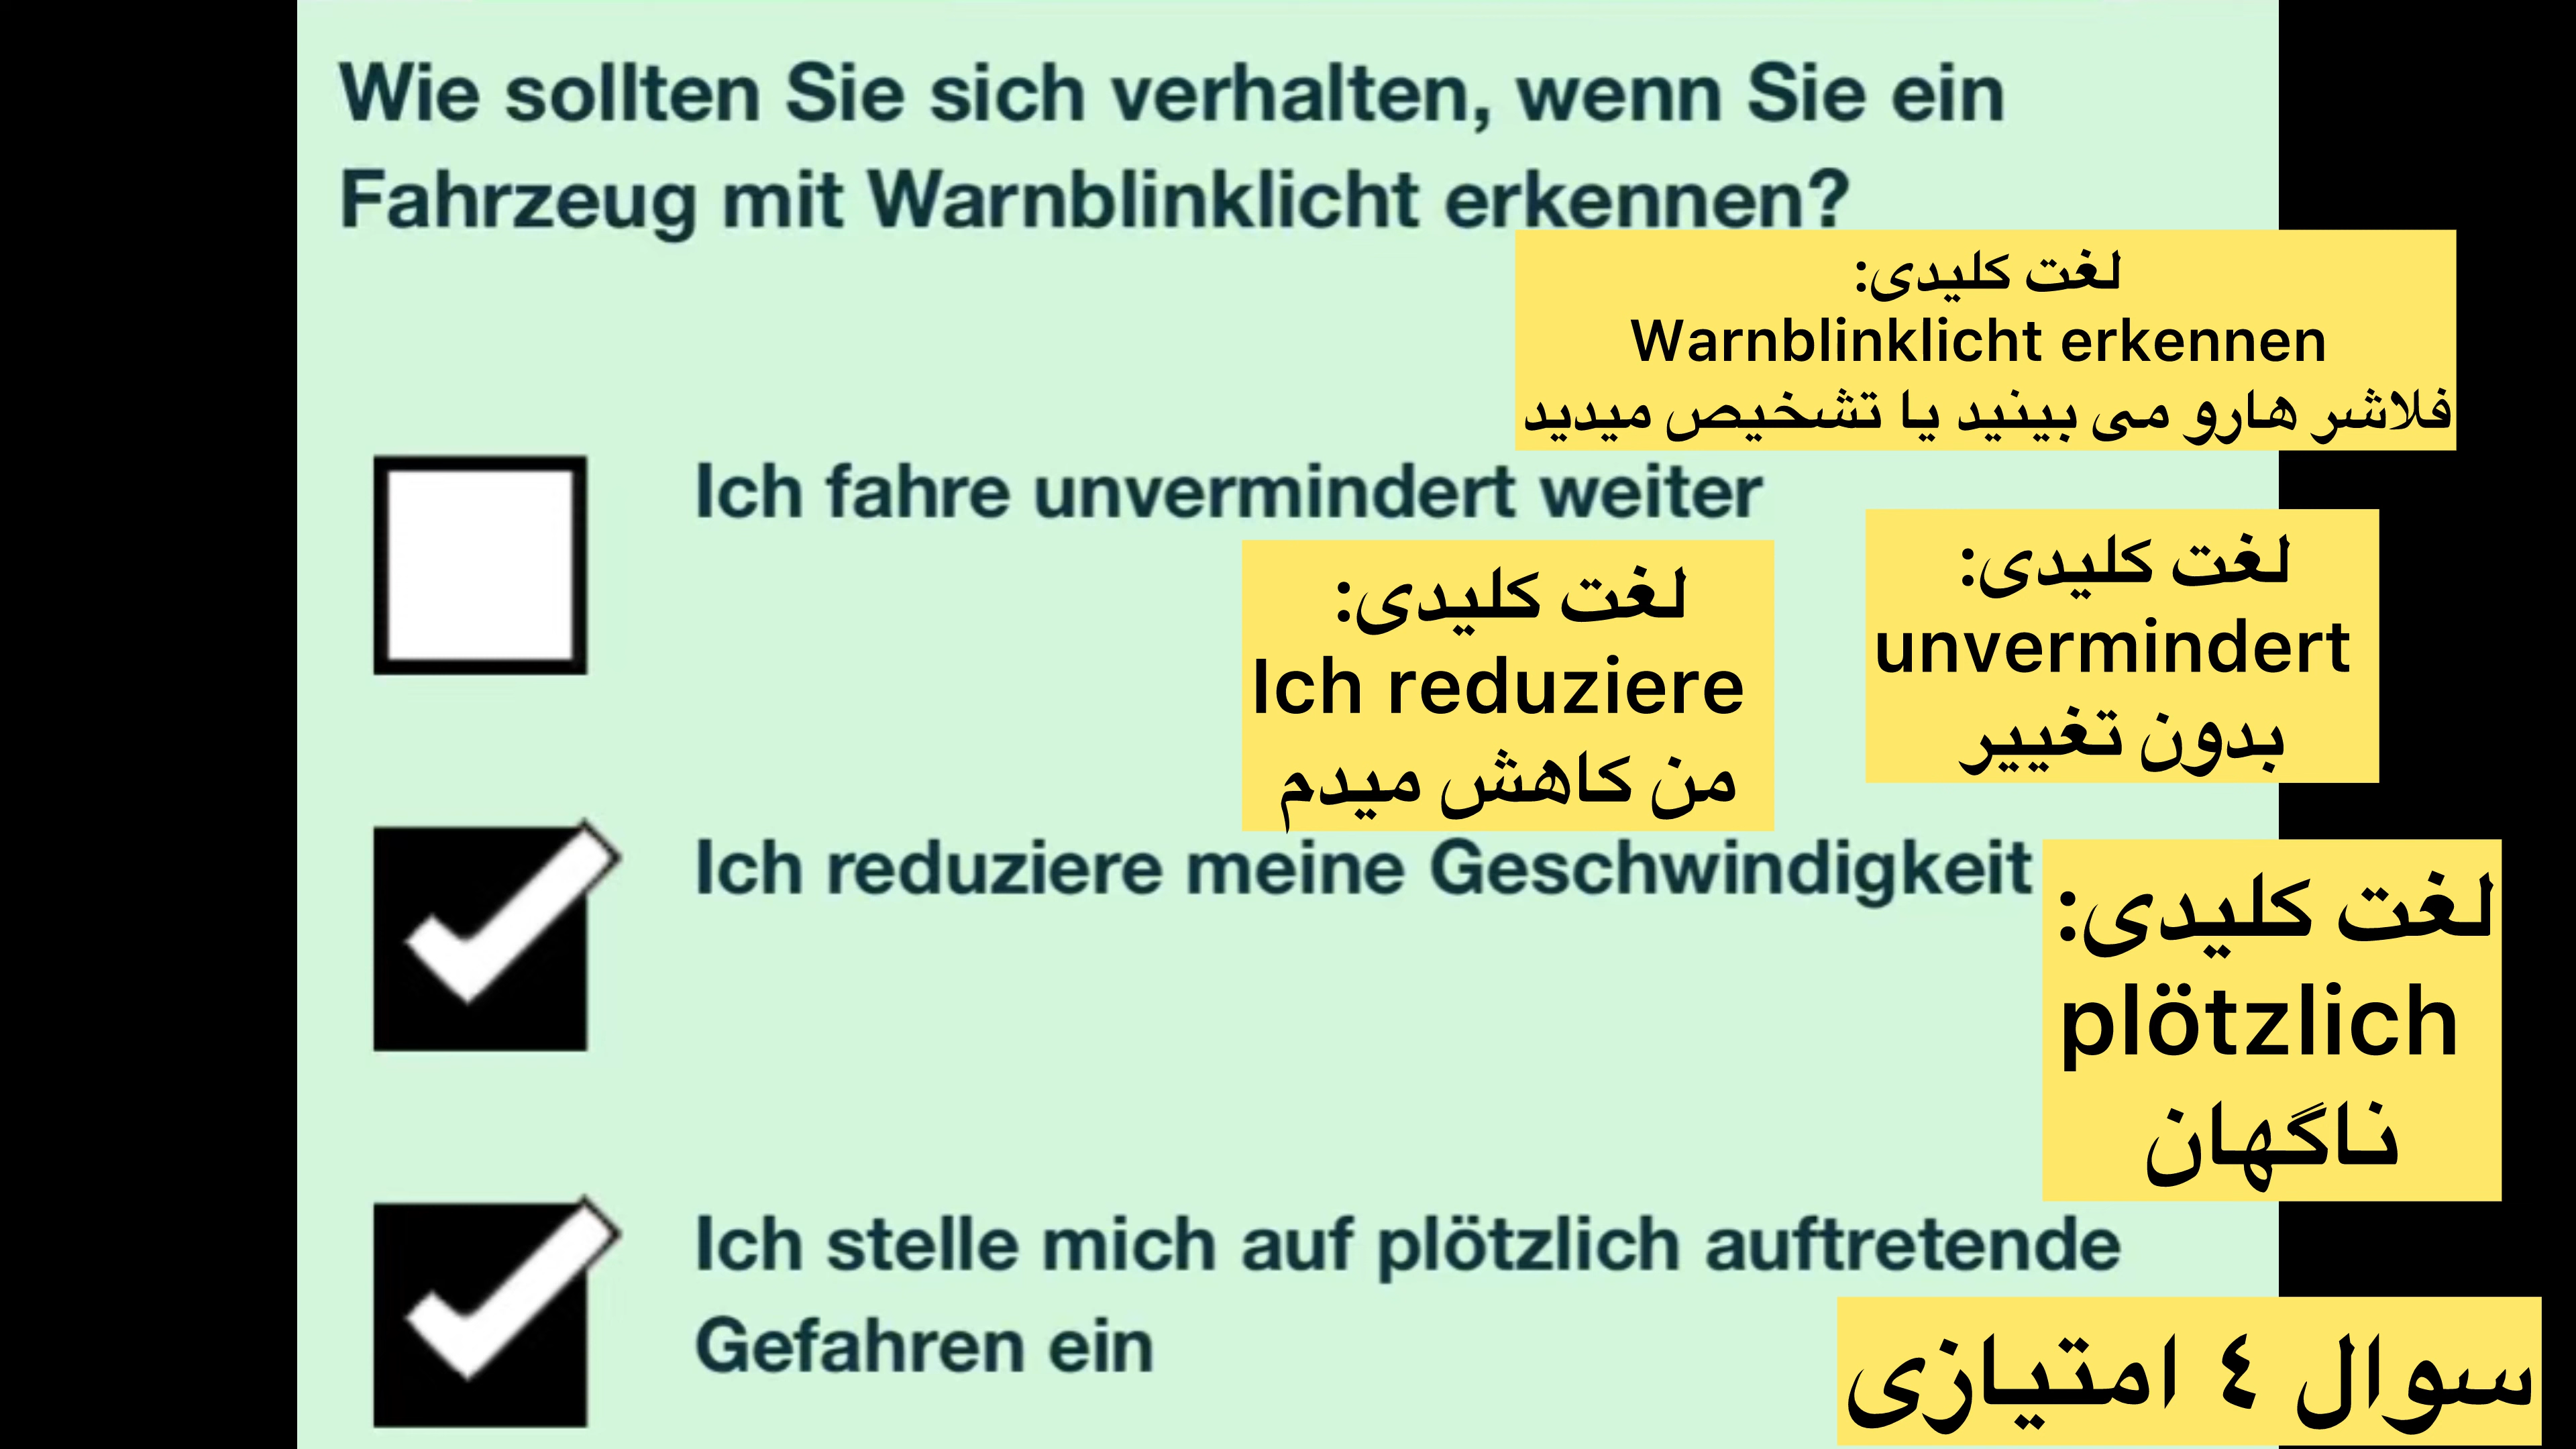 Wie sollten Sie sich verhalten, wenn Sie ein
Fahrzeug mit Warnblinklicht erkennen?
لغت کلیدی:
Warnblinklicht erkennen
فلاشر هارو می بینید یا تشخیص میدید
Ich fahre unvermindert weiter
لغت کلیدی:
unvermindert
بدون تغییر
لغت کلیدی:
Ich reduziere
من کاهش میدم
Ich reduziere meine Geschwindigkeit
لغت کلیدی:
plötzlich
ناگهان
Ich stelle mich auf plötzlich auftretende
Gefahren ein
سوال ٤ امتیازی